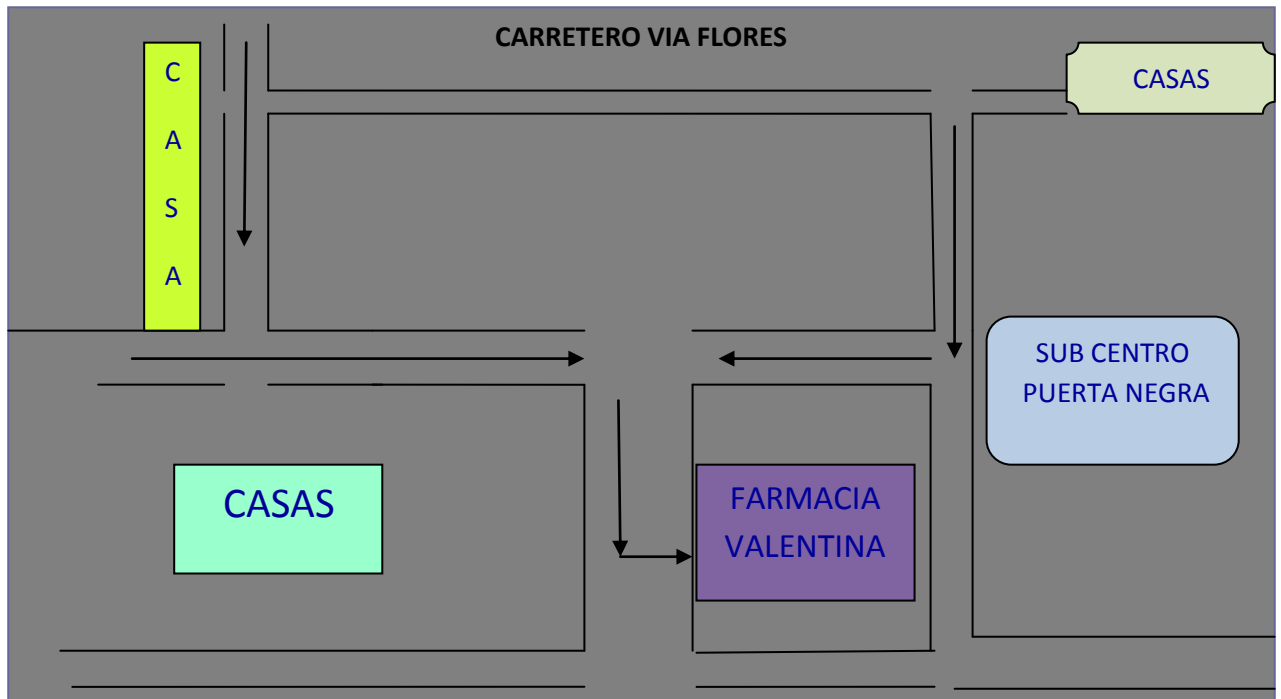 CARRETERO VIA FLORES
C
A
S
A
CASAS
SUB CENTRO
PUERTA NEGRA
CASAS
FARMACIA
VALENTINA